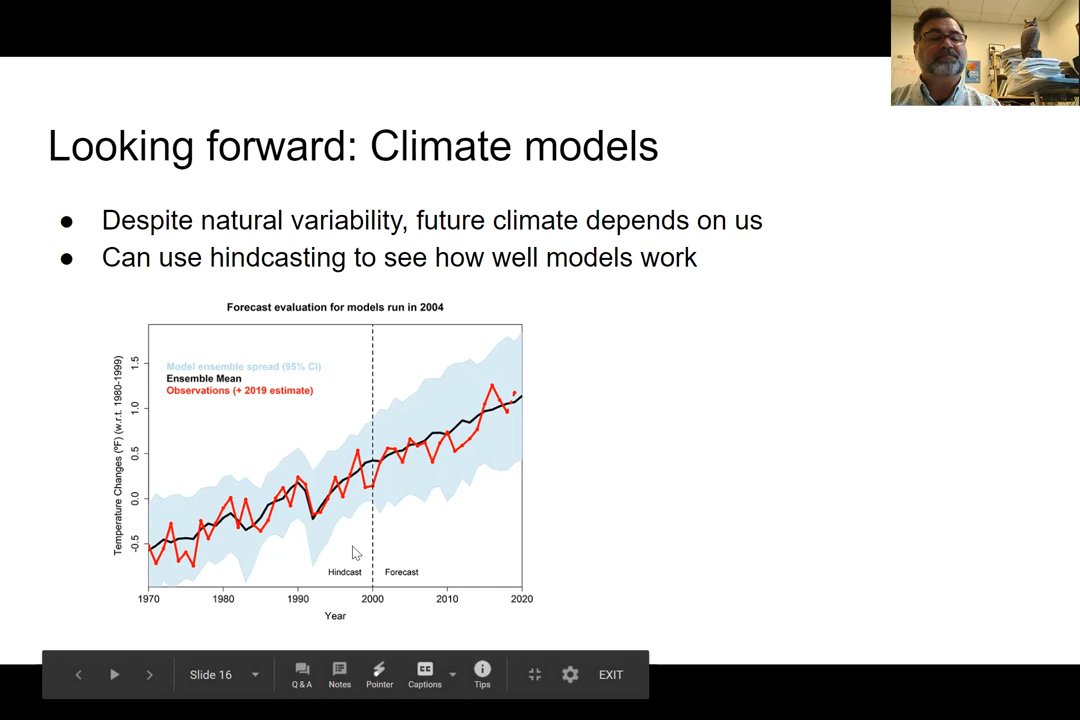 Looking forward: Climate models
● Despite natural variability, future climate depends on us
● Can use hindcasting to see how well models work
Forecast evaluation for models run in 2004
Model ensemble spread (95% CI)
Ensemble Mean
Observations (+ 2019 estimate)
Temperature Changes (ºF) (w.r.t. 1980-1999)
1.5
1.0
0.5
0.0
-0.5
Hindcast
Forecast
1970
1980
1990
2000
2010
2020
Year
Slide 16
Q & A
Notes
Pointer
CC
Captions
Tips
EXIT